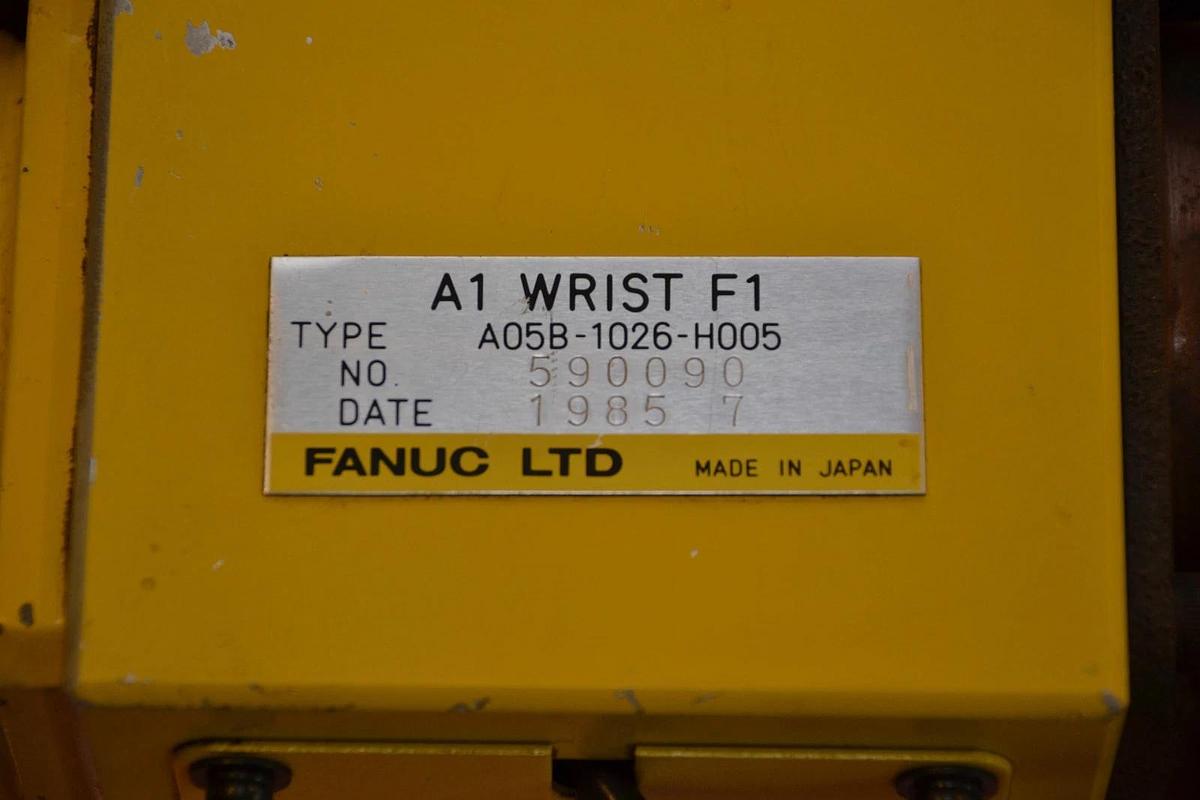 A1 WRIST F1
TYPE A05B-1026-H005
NO. 590090
DATE 1985 7
FANUC LTD MADE IN JAPAN